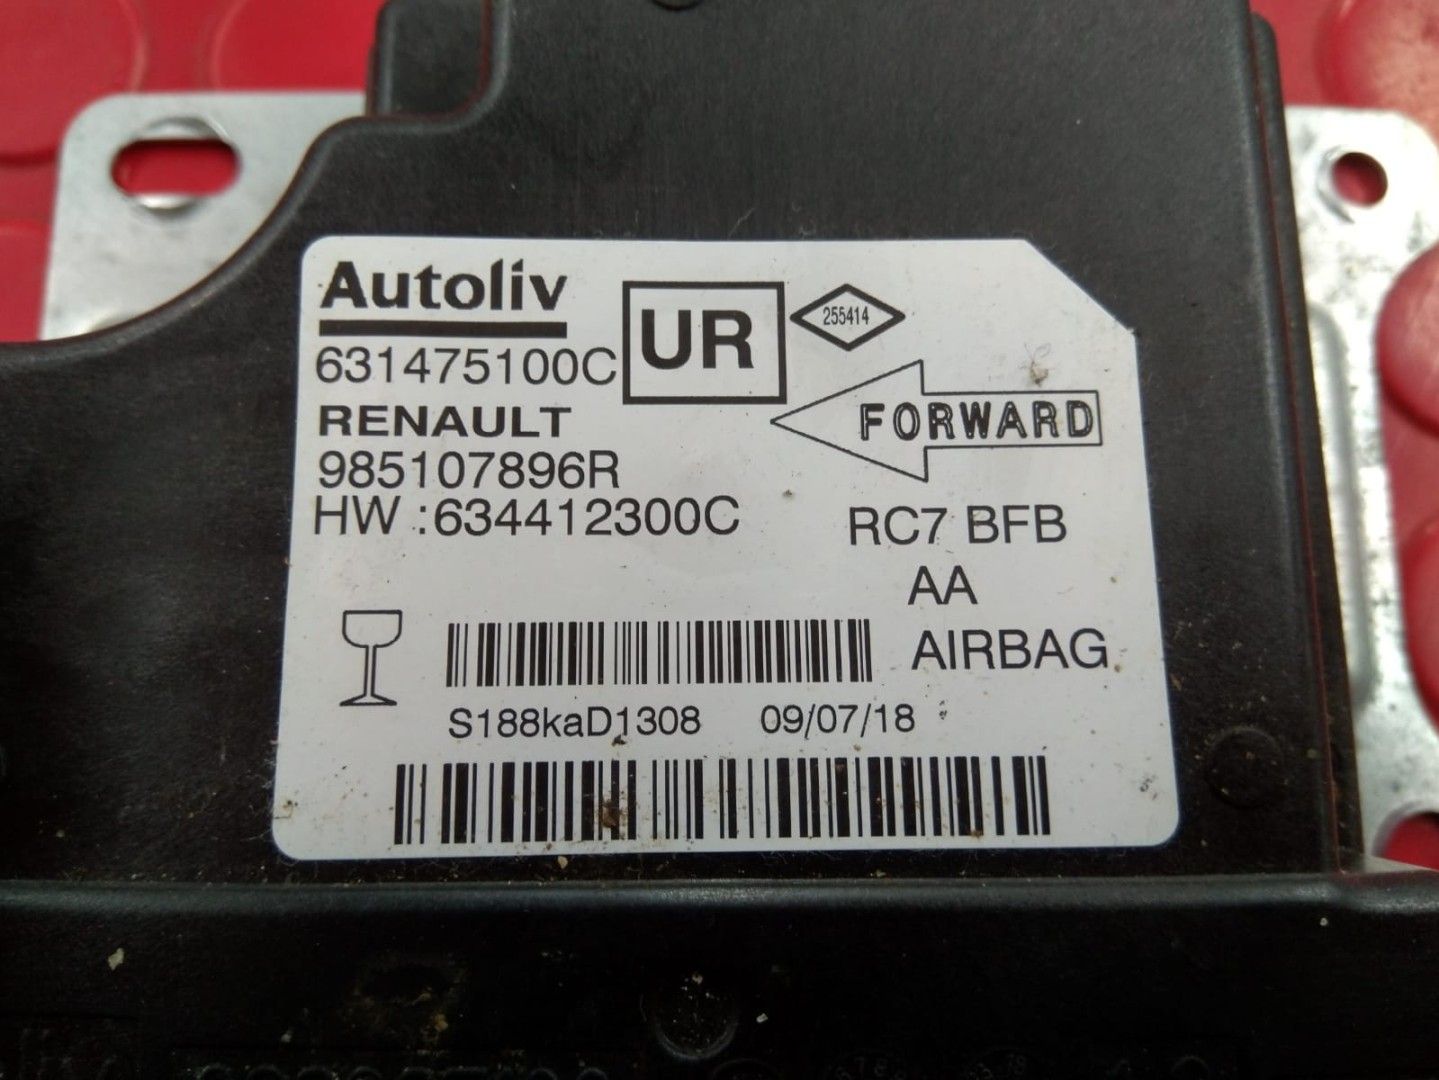 Autoliv
631475100C
UR
255414
RENAULT
FORWARD
985107896R
HW :634412300C
RC7 BFB
AA
AIRBAG
S188kaD1308 09/07/18